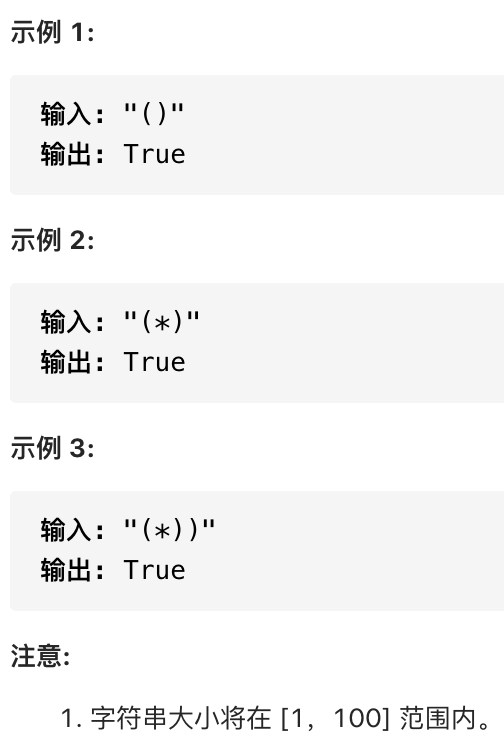 示例 1:
输入: "()"
输出: True
示例 2:
输入: "(*)"
输出: True
示例 3:
输入: "(*))"
输出: True
注意:
1. 字符串大小将在 [1，100] 范围内。